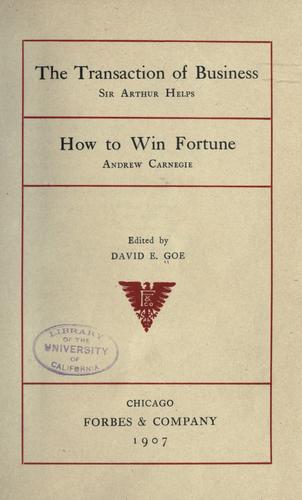 The Transaction of Business
Sir Arthur Helps
How to Win Fortune
Andrew Carnegie
Edited by
DAVID E. GOE
LIBRARY
OF THE
UNIVERSITY
OF
CALIFORNIA
CHICAGO
FORBES & COMPANY
1907